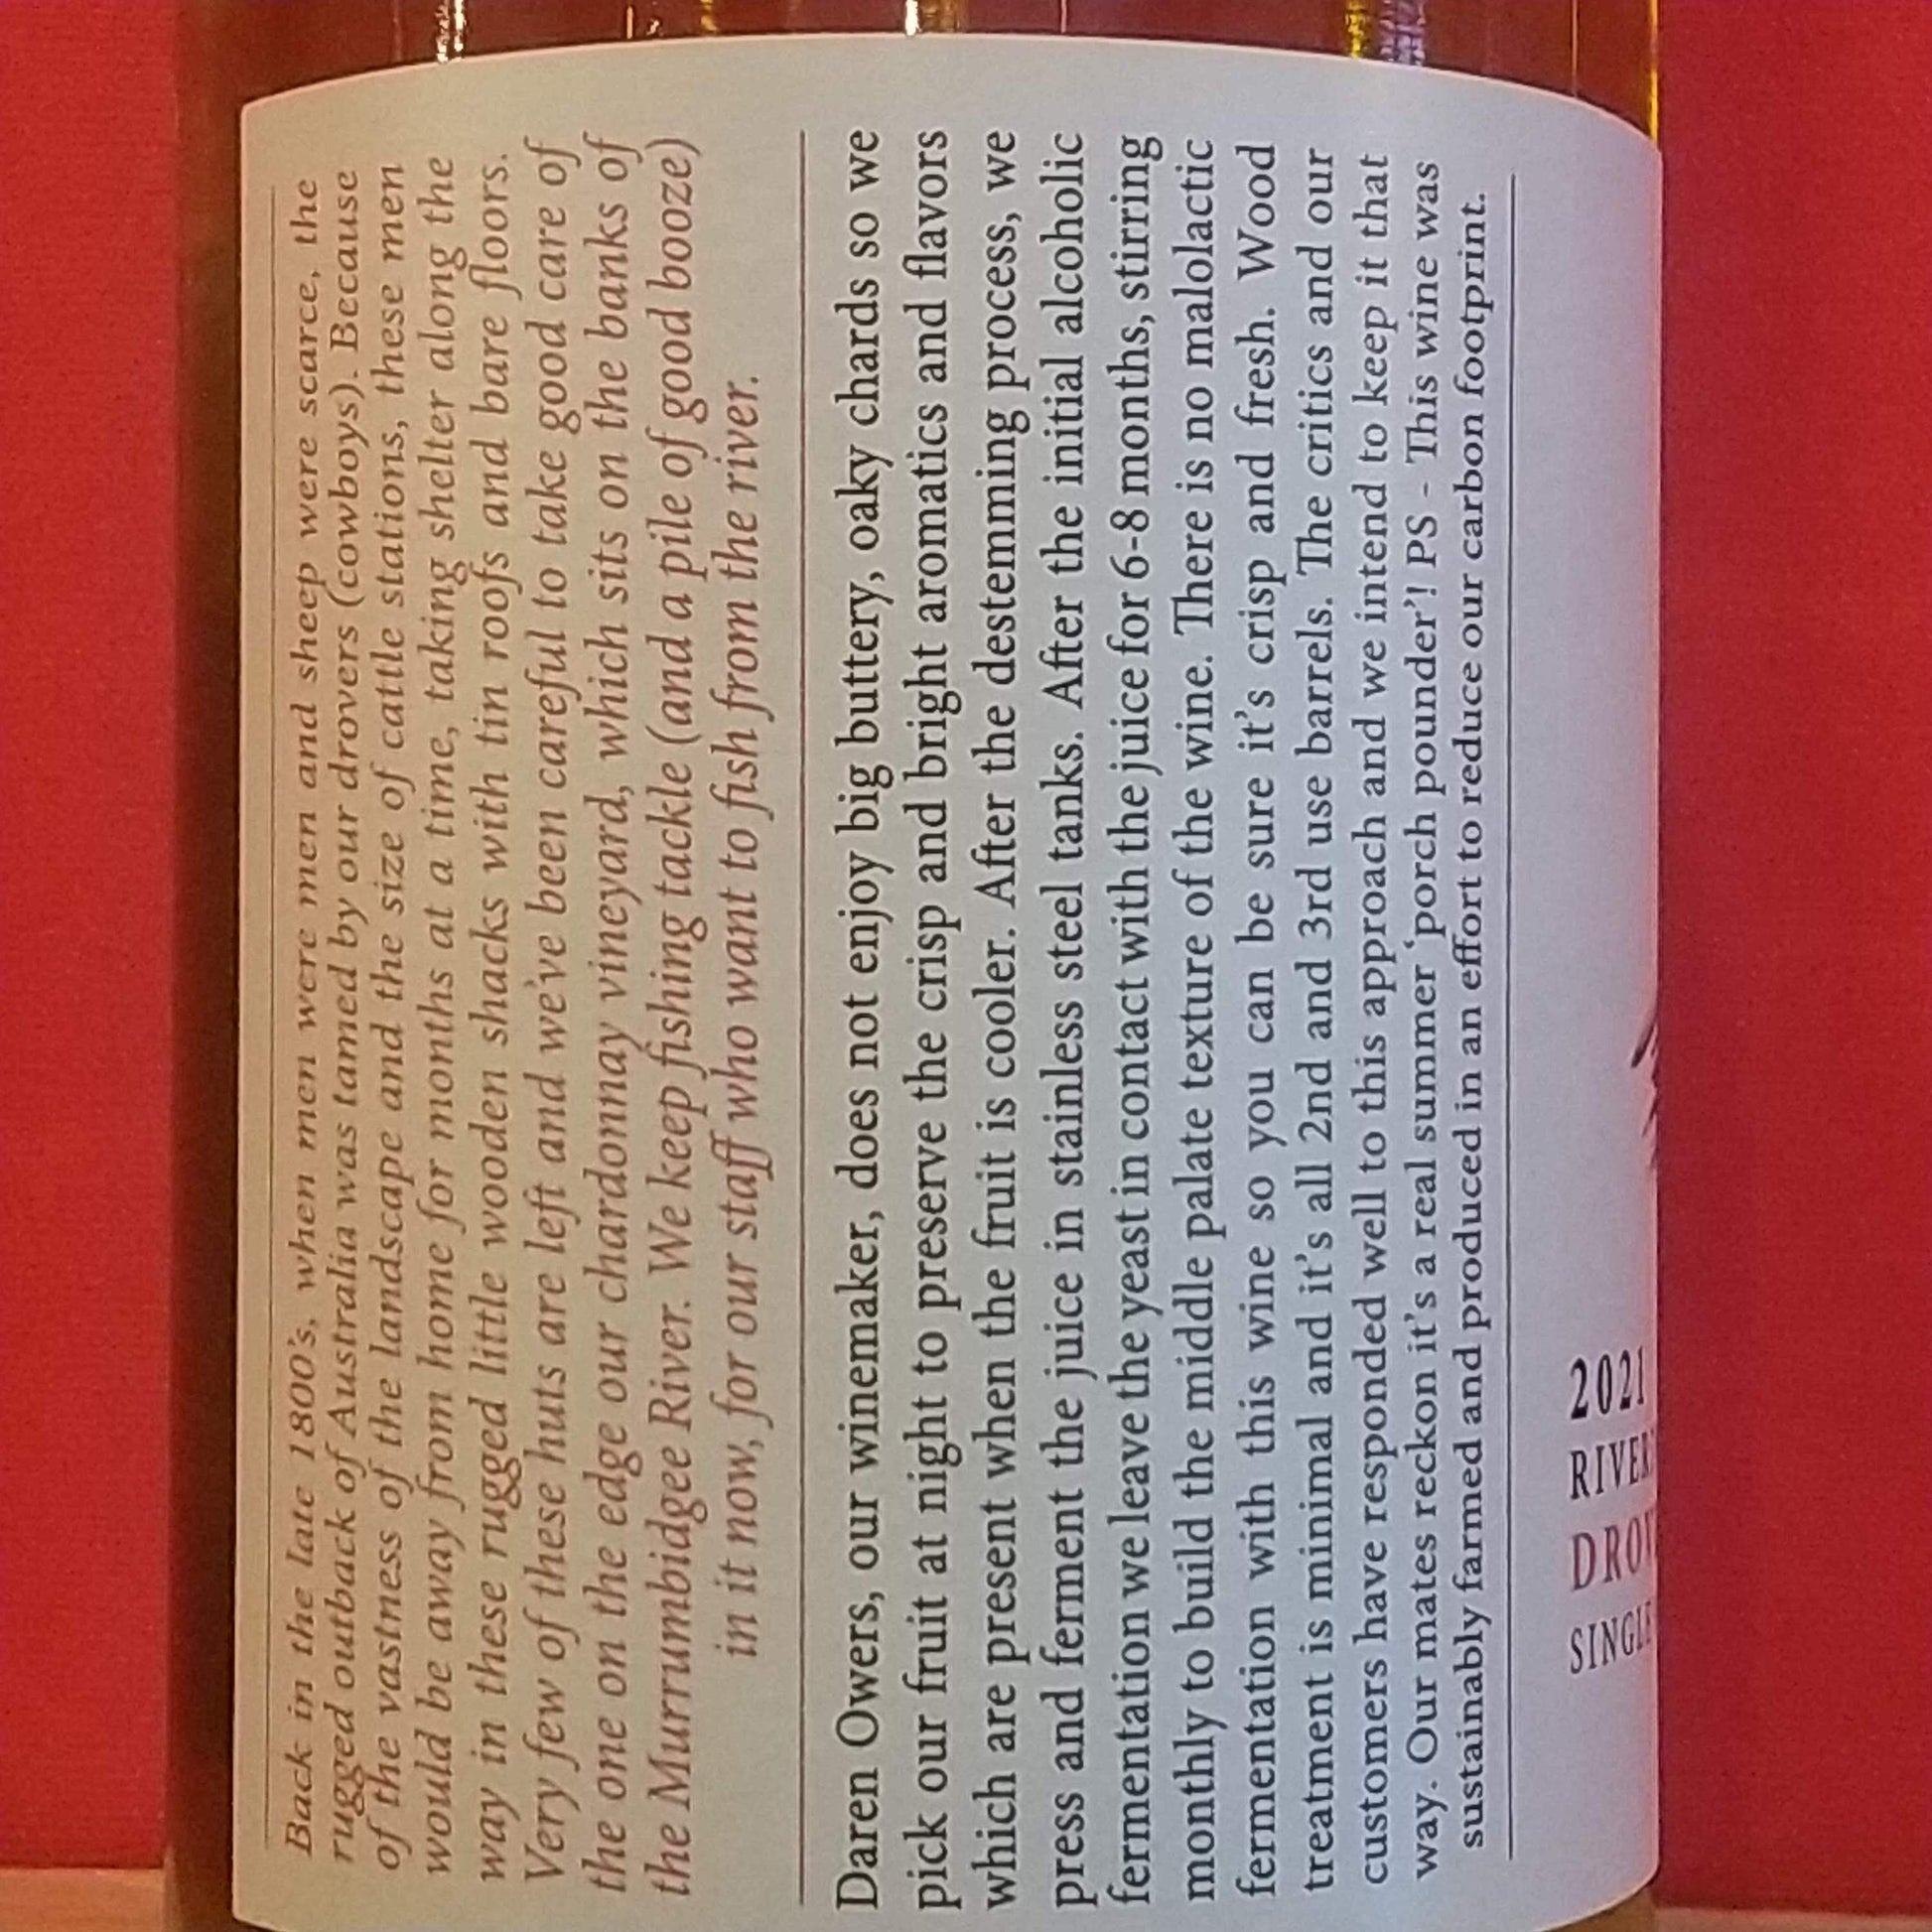 Back in the late 1800's, when men were men and sheep were scarce, the
rugged outback of Australia was tamed by our drovers (cowboys). Because
of the vastness of the landscape and the size of cattle stations, these men
would be away from home for months at a time, taking shelter along the
way in these rugged little wooden shacks with tin roofs and bare floors.
Very few of these huts are left and we've been careful to take good care of
the one on the edge our chardonnay vineyard, which sits on the banks of
the Murrumbidgee River. We keep fishing tackle (and a pile of good booze)
in it now, for our staff who want to fish from the river.
Daren Owers, our winemaker, does not enjoy big buttery, oaky chards so we
pick our fruit at night to preserve the crisp and bright aromatics and flavors
which are present when the fruit is cooler. After the destemming process, we
press and ferment the juice in stainless steel tanks. After the initial alcoholic
fermentation we leave the yeast in contact with the juice for 6-8 months, stirring
monthly to build the middle palate texture of the wine. There is no malolactic
fermentation with this wine so you can be sure it's crisp and fresh. Wood
treatment is minimal and it's all 2nd and 3rd use barrels. The critics and our
customers have responded well to this approach and we intend to keep it that
way. Our mates reckon it's a real summer 'porch pounder'! PS - This wine was
sustainably farmed and produced in an effort to reduce our carbon footprint.
2021
SINGLE